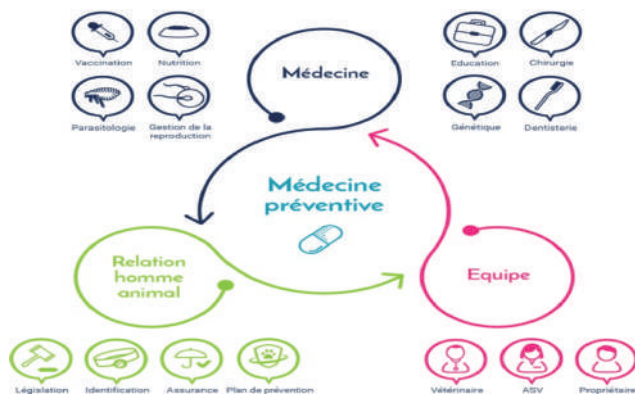 Vaccination
Nutrition
Parasitologie
Gestion de la
reproduction
Médecine
Education
Chirurgie
Génétique
Dentisterie
Médecine
préventive
Relation
homme
animal
Equipe
Législation
Identification
Assurance
Plan de prévention
Vétérinaire
ASV
Propriétaire